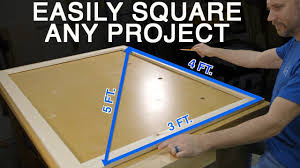 EASILY SQUARE
ANY PROJECT
4 FT.
5 FT.
3 FT.